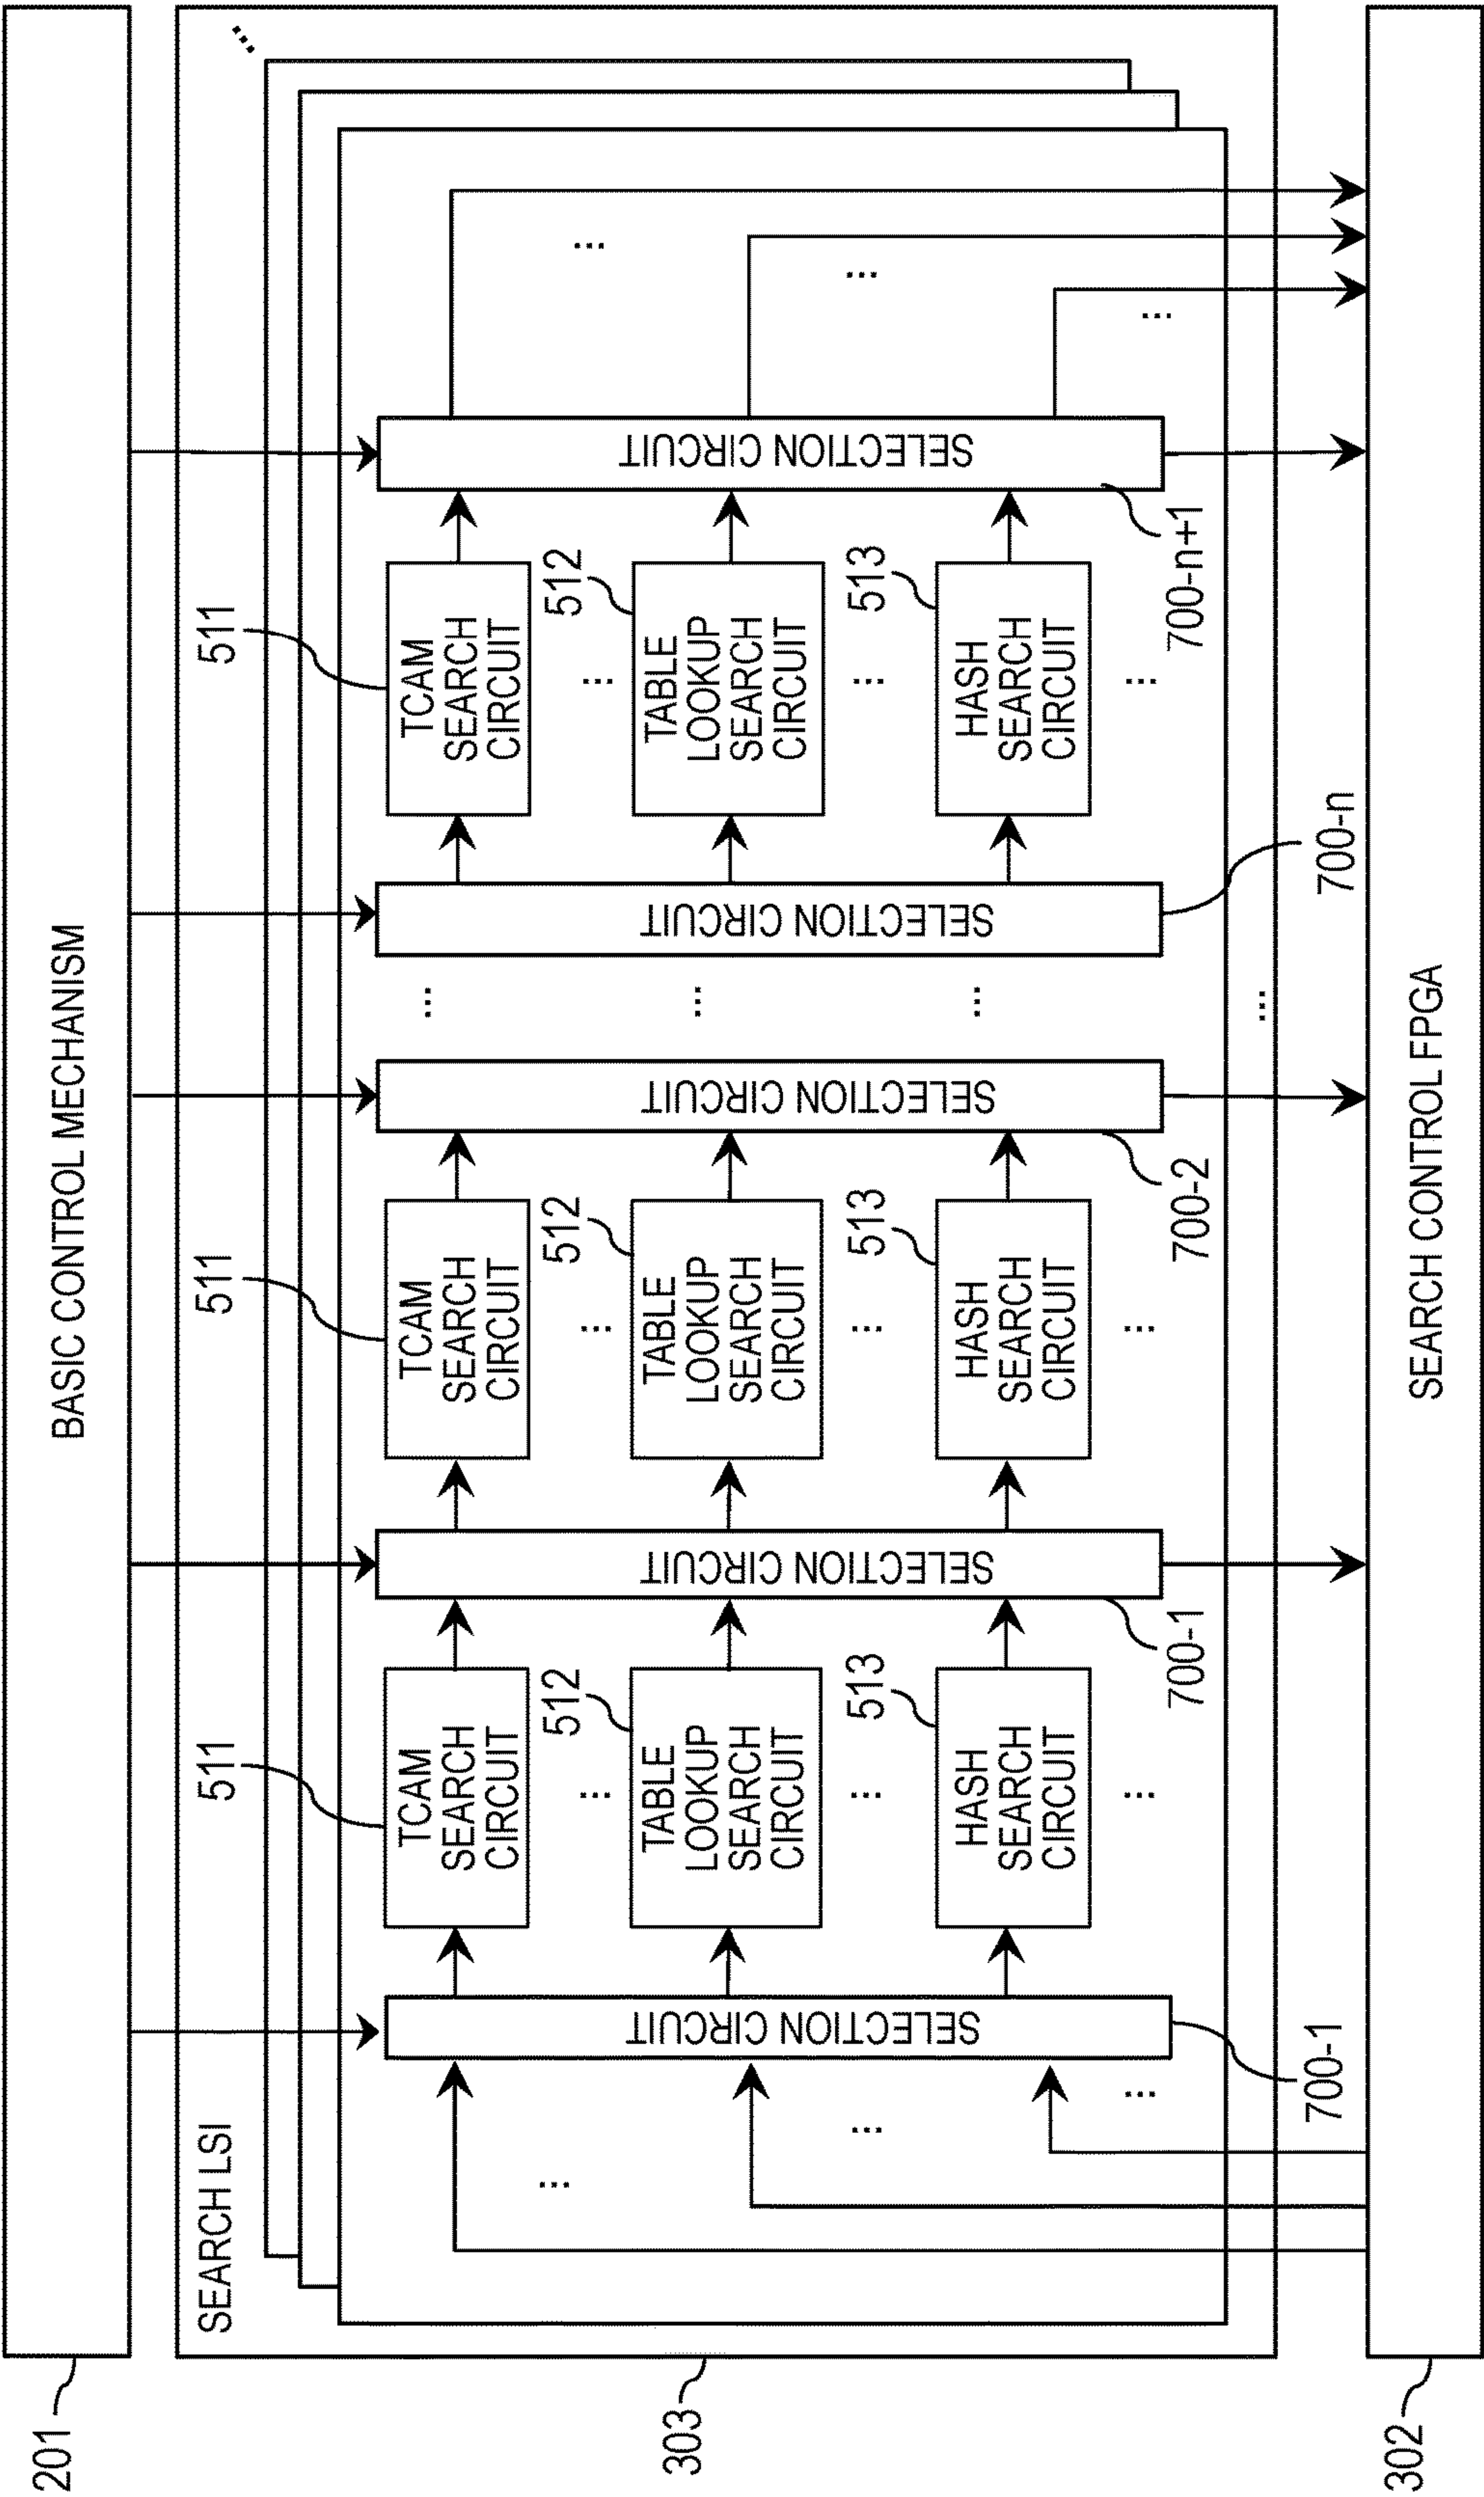 201
BASIC CONTROL MECHANISM
SEARCH LSI
303
SELECTION CIRCUIT
700-1
511
TCAM
SEARCH
CIRCUIT
512
TABLE
LOOKUP
SEARCH
CIRCUIT
513
HASH
SEARCH
CIRCUIT
SELECTION CIRCUIT
700-1
511
TCAM
SEARCH
CIRCUIT
512
TABLE
LOOKUP
SEARCH
CIRCUIT
513
HASH
SEARCH
CIRCUIT
SELECTION CIRCUIT
700-2
SELECTION CIRCUIT
700-n
511
TCAM
SEARCH
CIRCUIT
512
TABLE
LOOKUP
SEARCH
CIRCUIT
513
HASH
SEARCH
CIRCUIT
SELECTION CIRCUIT
700-n+1
302
SEARCH CONTROL FPGA